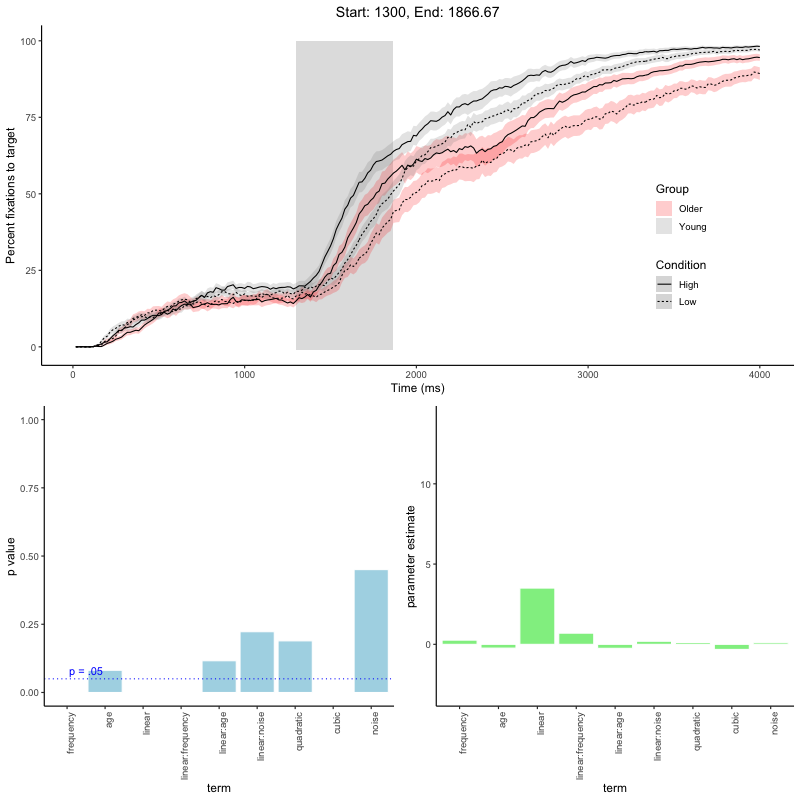 Start: 1300, End: 1866.67
Percent fixations to target
100
75
50
25
0
0 1000 2000 3000 4000
Time (ms)
Group
Older
Young
Condition
High
Low
p value
1.00
0.75
0.50
0.25
0.00
p = .05
frequency
age
linear
linear:frequency
linear:age
linear:noise
quadratic
cubic
noise
term
parameter estimate
10
5
0
frequency
age
linear
linear:frequency
linear:age
linear:noise
quadratic
cubic
noise
term